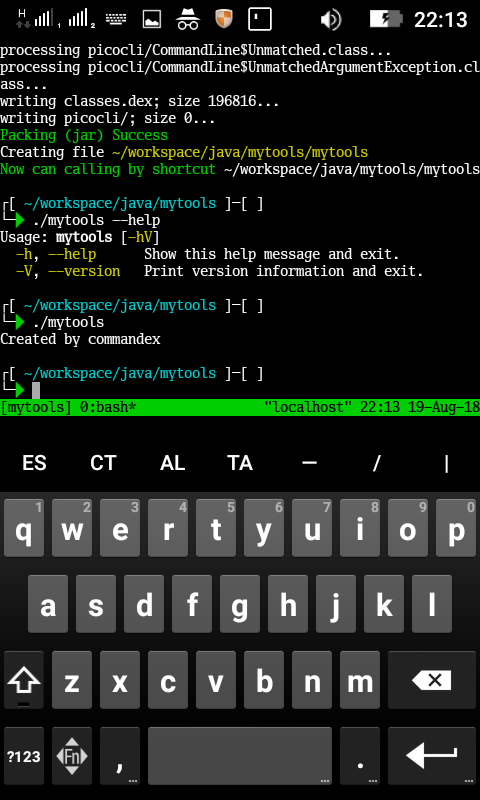 H 1 2 22:13
processing picocli/CommandLine$Unmatched.class...
processing picocli/CommandLine$UnmatchedArgumentException.cl
ass...
writing classes.dex; size 196816...
writing picocli/; size 0...
Packing (jar) Success
Creating file ~/workspace/java/mytools/mytools
Now can calling by shortcut ~/workspace/java/mytools/mytools
┌[ ~/workspace/java/mytools ]-[ ]
└─▶ ./mytools --help
Usage: mytools [-hV]
-h, --help Show this help message and exit.
-V, --version Print version information and exit.
┌[ ~/workspace/java/mytools ]-[ ]
└─▶ ./mytools
Created by commandex
┌[ ~/workspace/java/mytools ]-[ ]
└─▶
[mytools] 0:bash* "localhost" 22:13 19-Aug-18
ES CT AL TA — / |
1 2 3 4 5 6 7 8 9 0
q w e r t y u i o p
a s d f g h j k l
z x c v b n m
?123 Fn , ... ... . ... ...